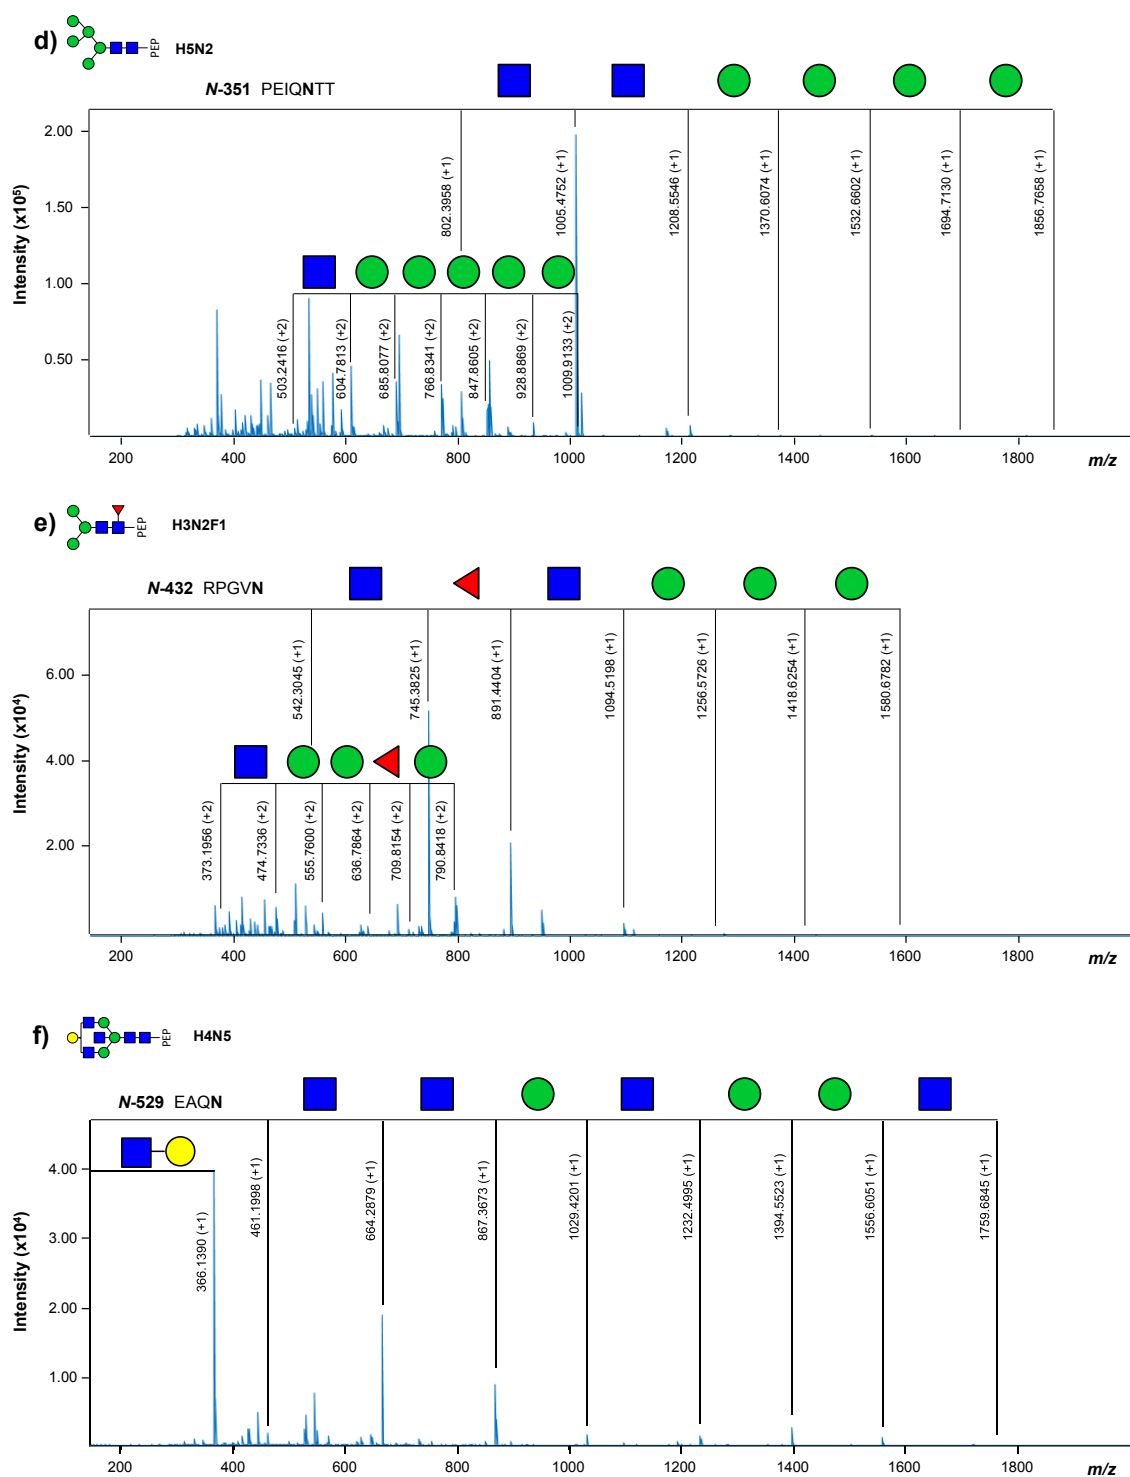 d)
PEP
H5N2
N-351 PEIQNTT
Intensity (x10⁵)
2.00
1.50
1.00
0.50
802.3958 (+1)
1005.4752 (+1)
1208.5546 (+1)
1370.6074 (+1)
1532.6602 (+1)
1694.7130 (+1)
1856.7658 (+1)
503.2416 (+2)
604.7813 (+2)
685.8077 (+2)
766.8341 (+2)
847.8605 (+2)
928.8869 (+2)
1009.9133 (+2)
200 400 600 800 1000 1200 1400 1600 1800 m/z
e)
PEP
H3N2F1
N-432 RPGVN
Intensity (x10⁴)
6.00
4.00
2.00
542.3045 (+1)
745.3825 (+1)
891.4404 (+1)
1094.5198 (+1)
1256.5726 (+1)
1418.6254 (+1)
1580.6782 (+1)
373.1956 (+2)
474.7336 (+2)
555.7600 (+2)
636.7864 (+2)
709.8154 (+2)
790.8418 (+2)
200 400 600 800 1000 1200 1400 1600 1800 m/z
f)
PEP
H4N5
N-529 EAQN
Intensity (x10⁴)
4.00
3.00
2.00
1.00
366.1390 (+1)
461.1998 (+1)
664.2879 (+1)
867.3673 (+1)
1029.4201 (+1)
1232.4995 (+1)
1394.5523 (+1)
1556.6051 (+1)
1759.6845 (+1)
200 400 600 800 1000 1200 1400 1600 1800 m/z